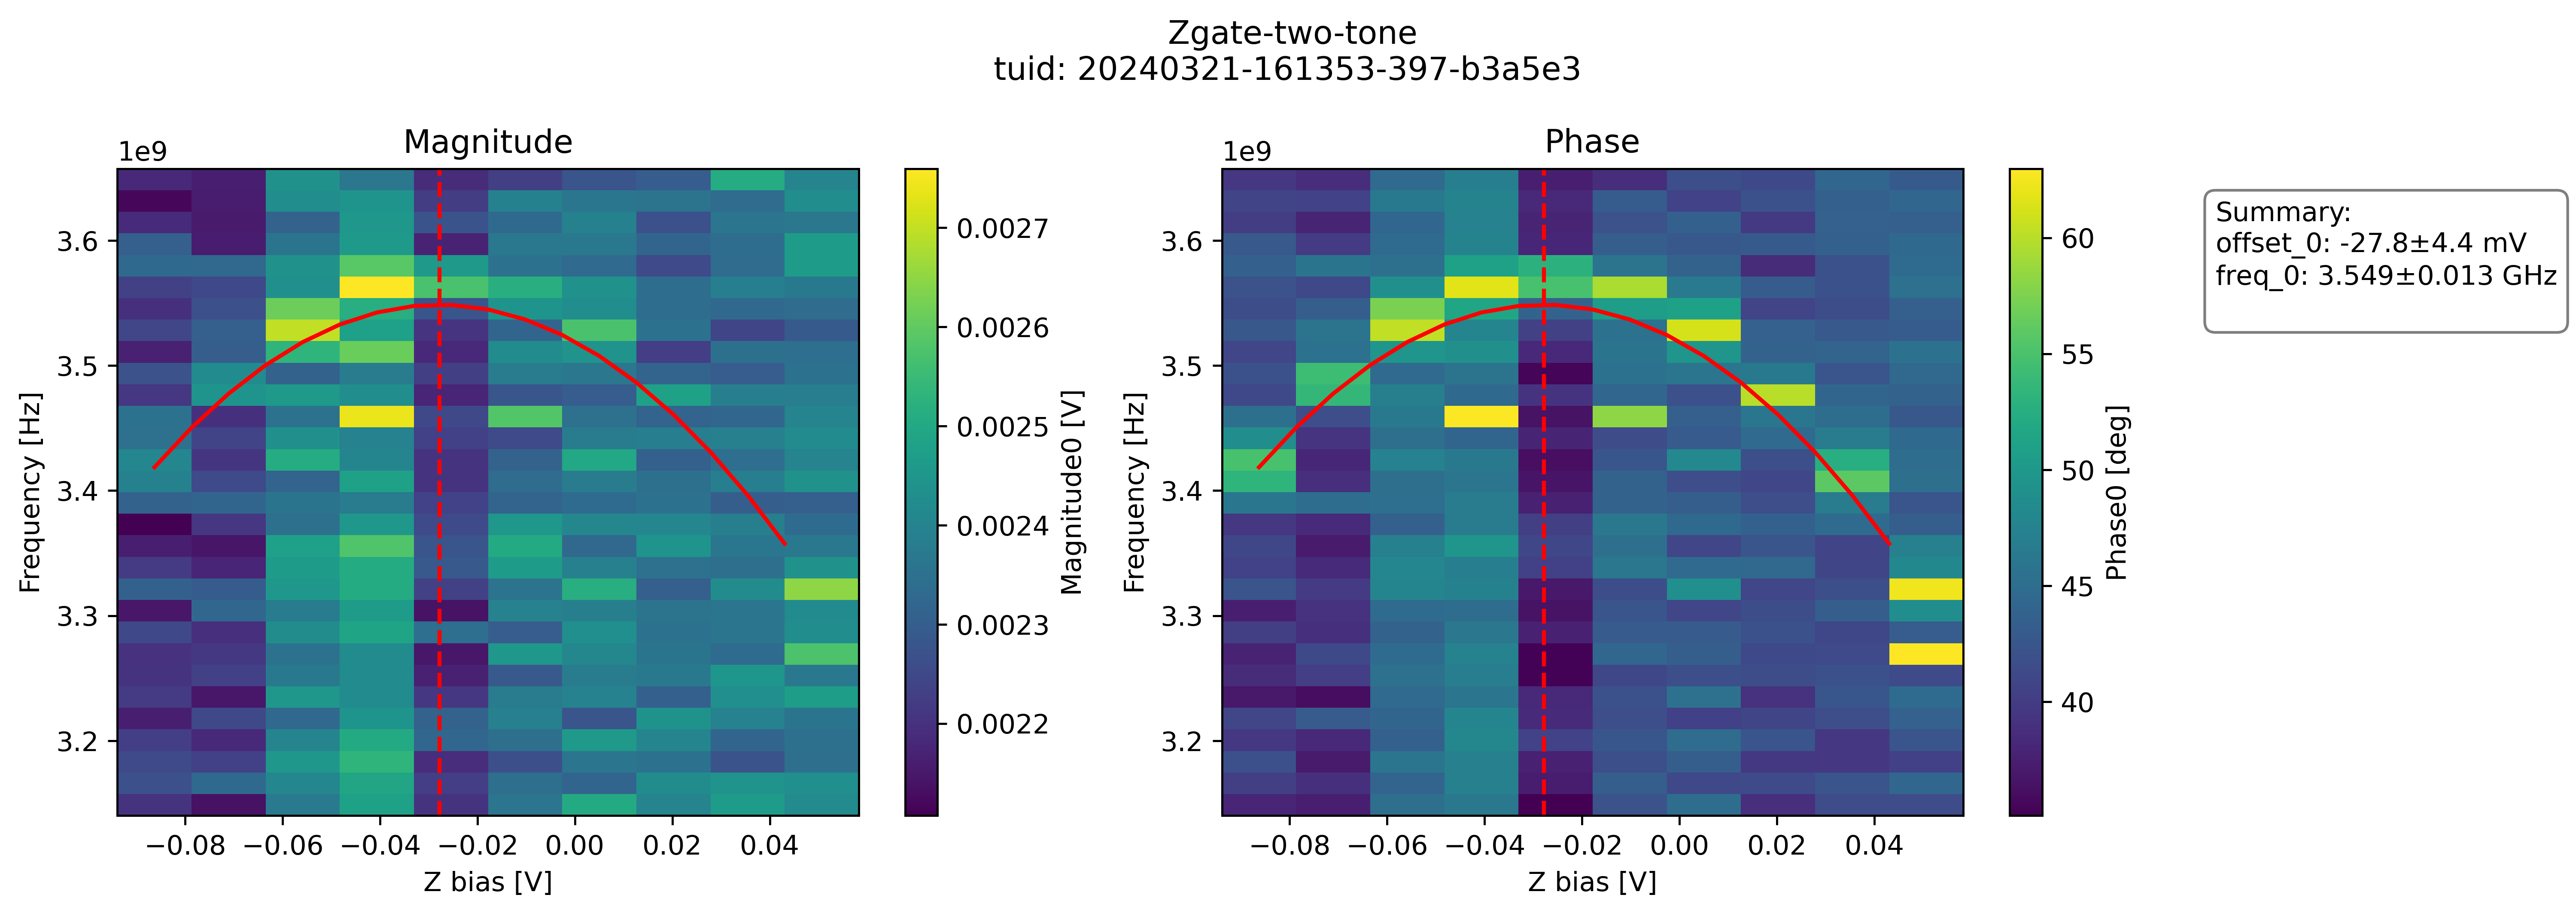 Zgate-two-tone
tuid: 20240321-161353-397-b3a5e3
Magnitude
1e9
3.6
3.5
3.4
3.3
3.2
Frequency [Hz]
−0.08 −0.06 −0.04 −0.02 0.00 0.02 0.04
Z bias [V]
0.0027
0.0026
0.0025
0.0024
0.0023
0.0022
Magnitude0 [V]
Phase
1e9
3.6
3.5
3.4
3.3
3.2
Frequency [Hz]
−0.08 −0.06 −0.04 −0.02 0.00 0.02 0.04
Z bias [V]
60
55
50
45
40
Phase0 [deg]
Summary:
offset_0: -27.8±4.4 mV
freq_0: 3.549±0.013 GHz